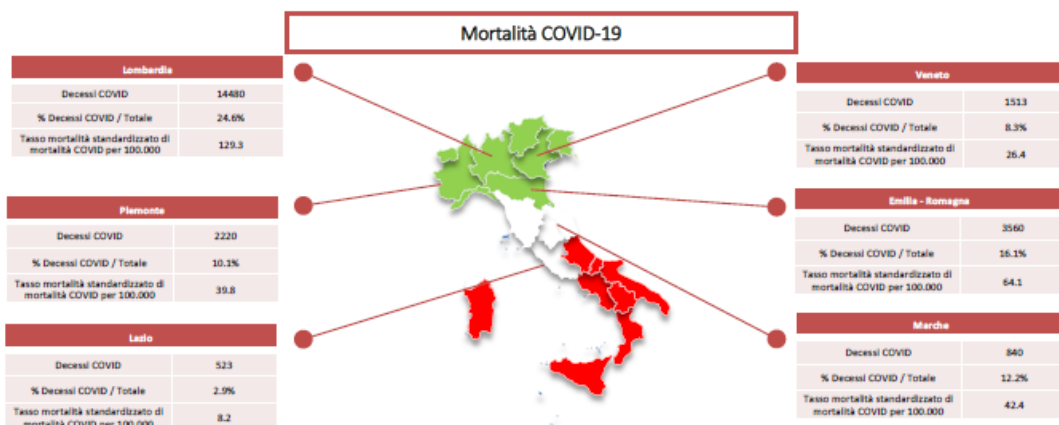 Mortalità COVID-19
Lombardia
Decessi COVID 14480
% Decessi COVID / Totale 24.6%
Tasso mortalità standardizzato di
mortalità COVID per 100.000 129.3
Piemonte
Decessi COVID 2220
% Decessi COVID / Totale 10.1%
Tasso mortalità standardizzato di
mortalità COVID per 100.000 39.8
Lazio
Decessi COVID 523
% Decessi COVID / Totale 2.9%
Tasso mortalità standardizzato di
mortalità COVID per 100.000 8.2
Veneto
Decessi COVID 1513
% Decessi COVID / Totale 8.3%
Tasso mortalità standardizzato di
mortalità COVID per 100.000 26.4
Emilia - Romagna
Decessi COVID 3560
% Decessi COVID / Totale 16.1%
Tasso mortalità standardizzato di
mortalità COVID per 100.000 64.1
Marche
Decessi COVID 840
% Decessi COVID / Totale 12.2%
Tasso mortalità standardizzato di
mortalità COVID per 100.000 42.4